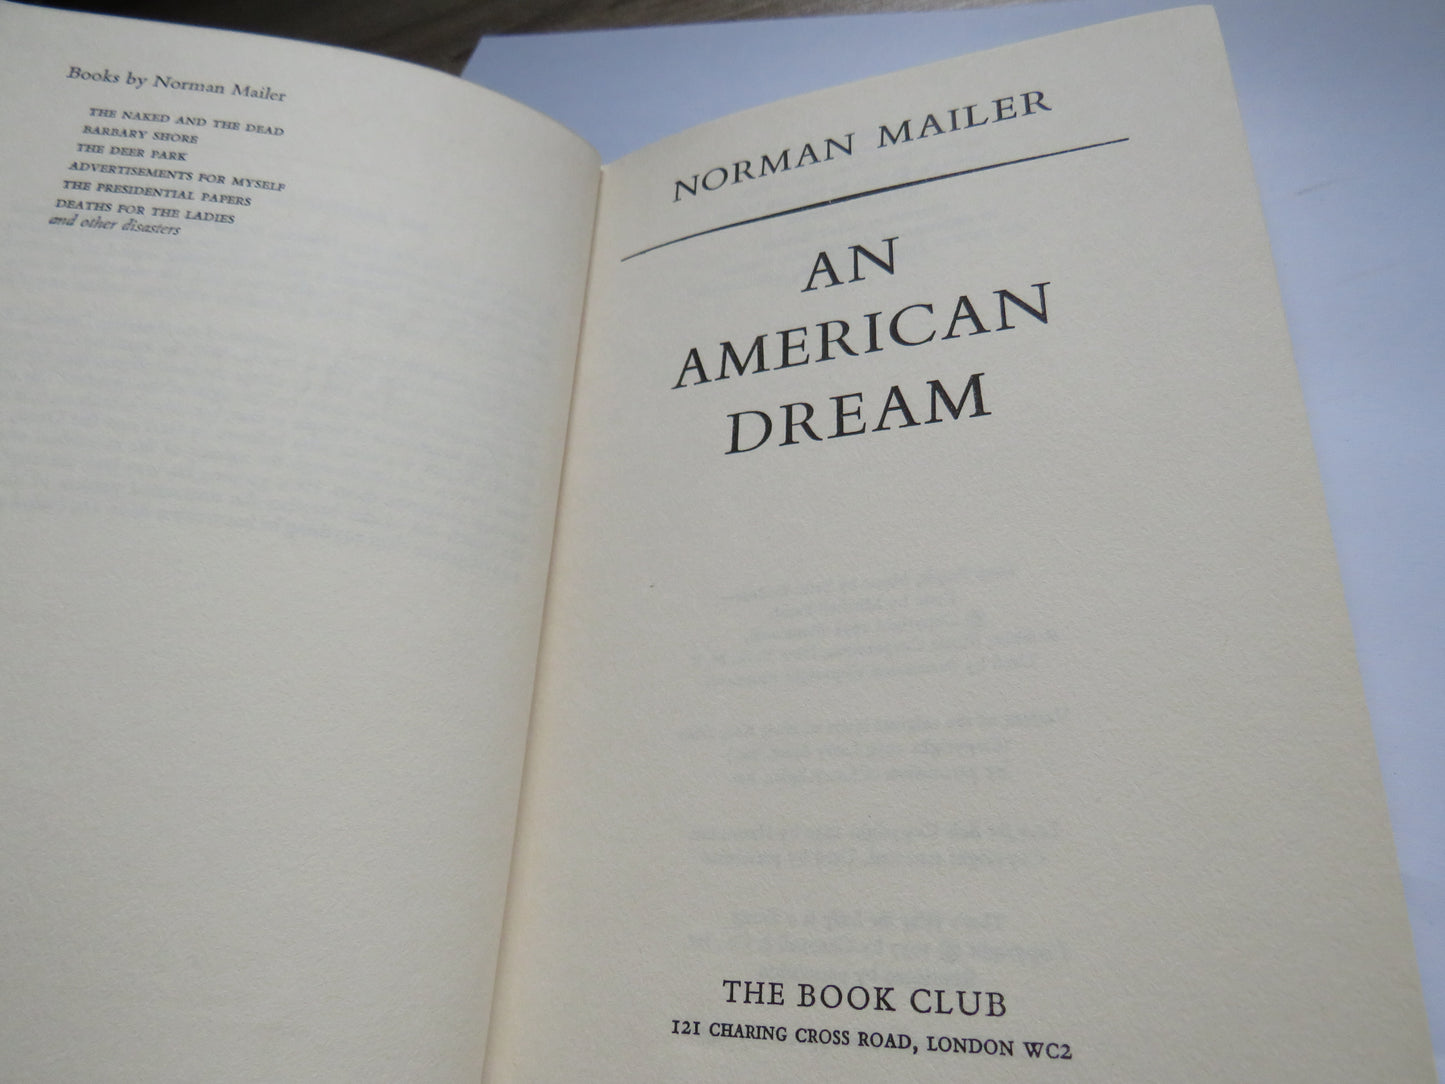 Books by Norman Mailer
THE NAKED AND THE DEAD
BARBARY SHORE
THE DEER PARK
ADVERTISEMENTS FOR MYSELF
THE PRESIDENTIAL PAPERS
DEATHS FOR THE LADIES
and other disasters
NORMAN MAILER
AN
AMERICAN
DREAM
THE BOOK CLUB
121 CHARING CROSS ROAD, LONDON WC2